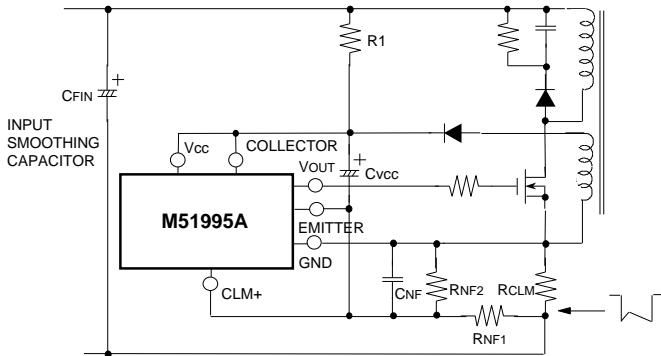 R1
CFIN
+
INPUT
SMOOTHING
CAPACITOR
Vcc
COLLECTOR
VOUT
+
Cvcc
M51995A
EMITTER
GND
CLM+
CNF
RNF2
RCLM
RNF1